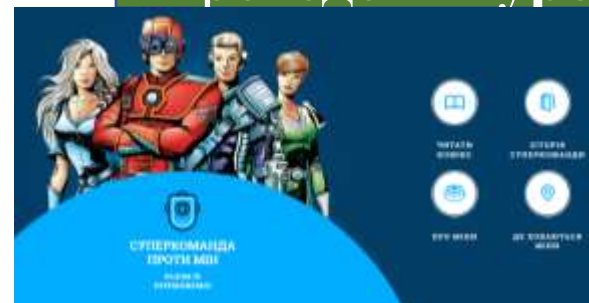 СУПЕРКОМАНДА
ПРОТИ МІН
ЧИТАТИ
КОМІКС
ІСТОРІЯ
СУПЕРКОМАНДИ
ПРО МІНИ
ДЕ ХОВАЮТЬСЯ
МІНИ